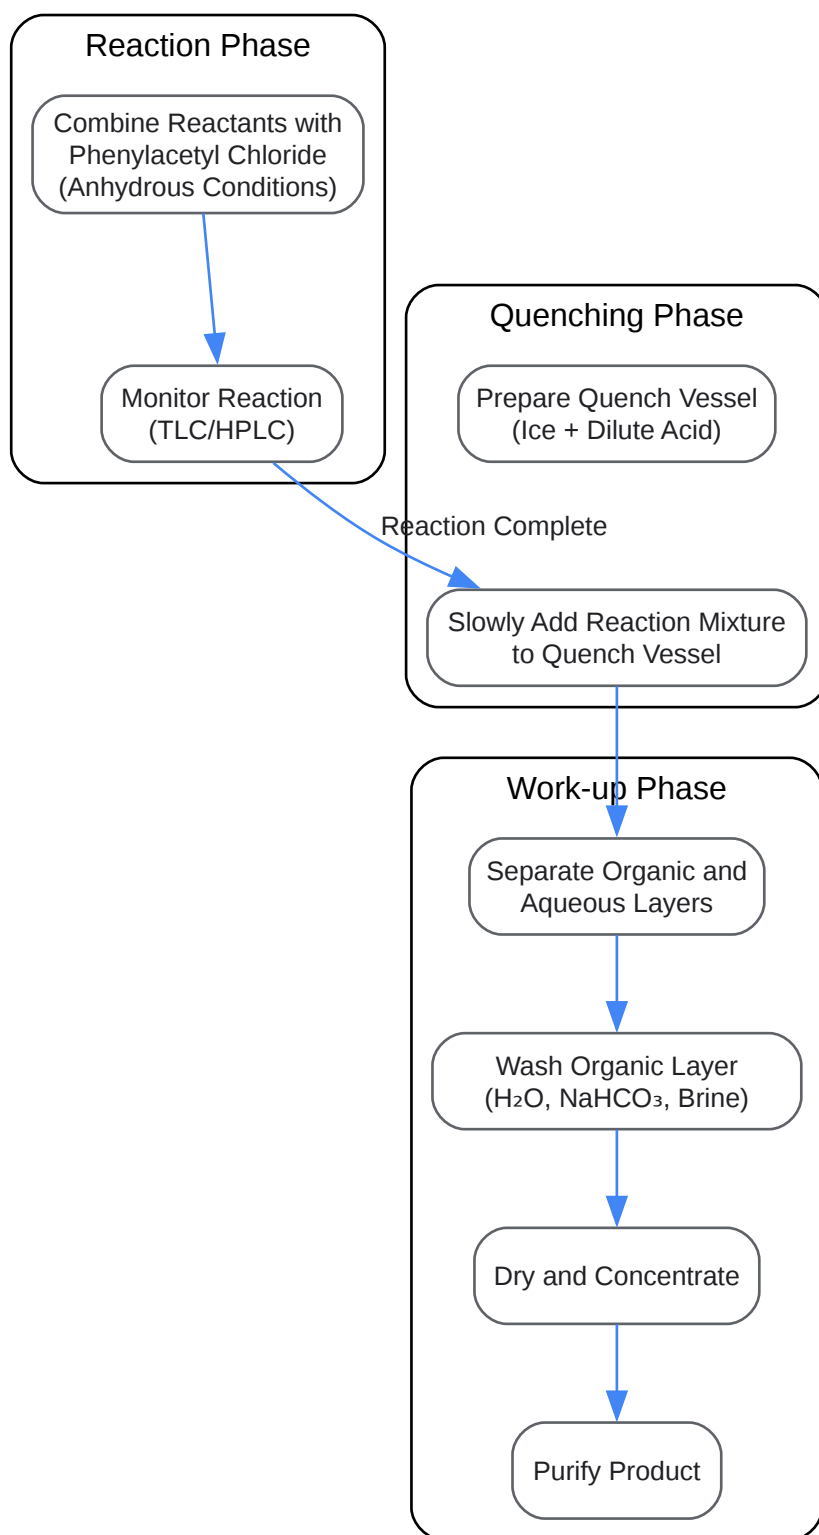 Reaction Phase
Combine Reactants with
Phenylacetyl Chloride
(Anhydrous Conditions)
Monitor Reaction
(TLC/HPLC)
Reaction Complete
Quenching Phase
Prepare Quench Vessel
(Ice + Dilute Acid)
Slowly Add Reaction Mixture
to Quench Vessel
Work-up Phase
Separate Organic and
Aqueous Layers
Wash Organic Layer
(H₂O, NaHCO₃, Brine)
Dry and Concentrate
Purify Product